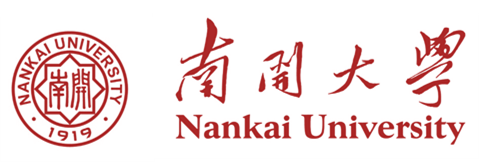 NANKAI UNIVERSITY
南開
· 1919 ·
南開大學
Nankai University